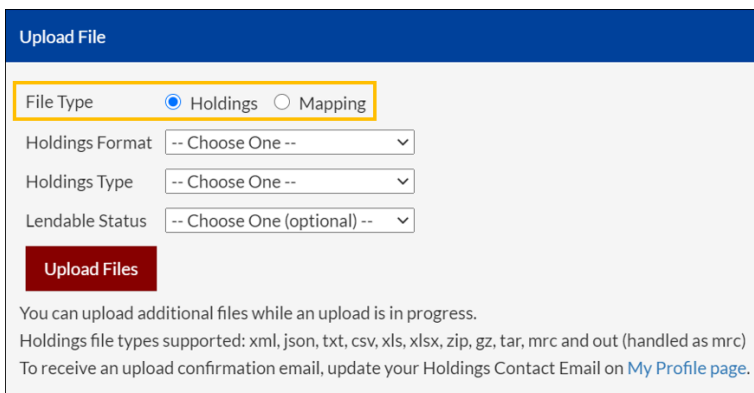 Upload File
File Type Holdings Mapping
Holdings Format -- Choose One --
Holdings Type -- Choose One --
Lendable Status -- Choose One (optional) --
Upload Files
You can upload additional files while an upload is in progress.
Holdings file types supported: xml, json, txt, csv, xls, xlsx, zip, gz, tar, mrc and out (handled as mrc)
To receive an upload confirmation email, update your Holdings Contact Email on My Profile page.